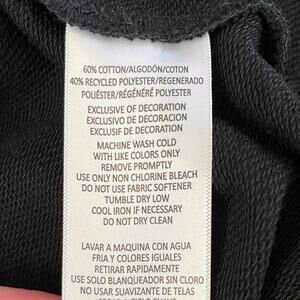 60% COTTON/ALGODÓN/COTON
40% RECYCLED POLYESTER/REGENERADO
POLIÉSTER/RÉGÉNÉRÉ POLYESTER
EXCLUSIVE OF DECORATION
EXCLUSIVO DE DECORACION
EXCLUSIF DE DECORATION
MACHINE WASH COLD
WITH LIKE COLORS ONLY
REMOVE PROMPTLY
USE ONLY NON CHLORINE BLEACH
DO NOT USE FABRIC SOFTENER
TUMBLE DRY LOW
COOL IRON IF NECESSARY
DO NOT DRY CLEAN
LAVAR A MAQUINA CON AGUA
FRIA Y COLORES IGUALES
RETIRAR RAPIDAMENTE
USE SOLO BLANQUEADOR SIN CLORO
NO USAR SUAVIZANTE DE TELAS